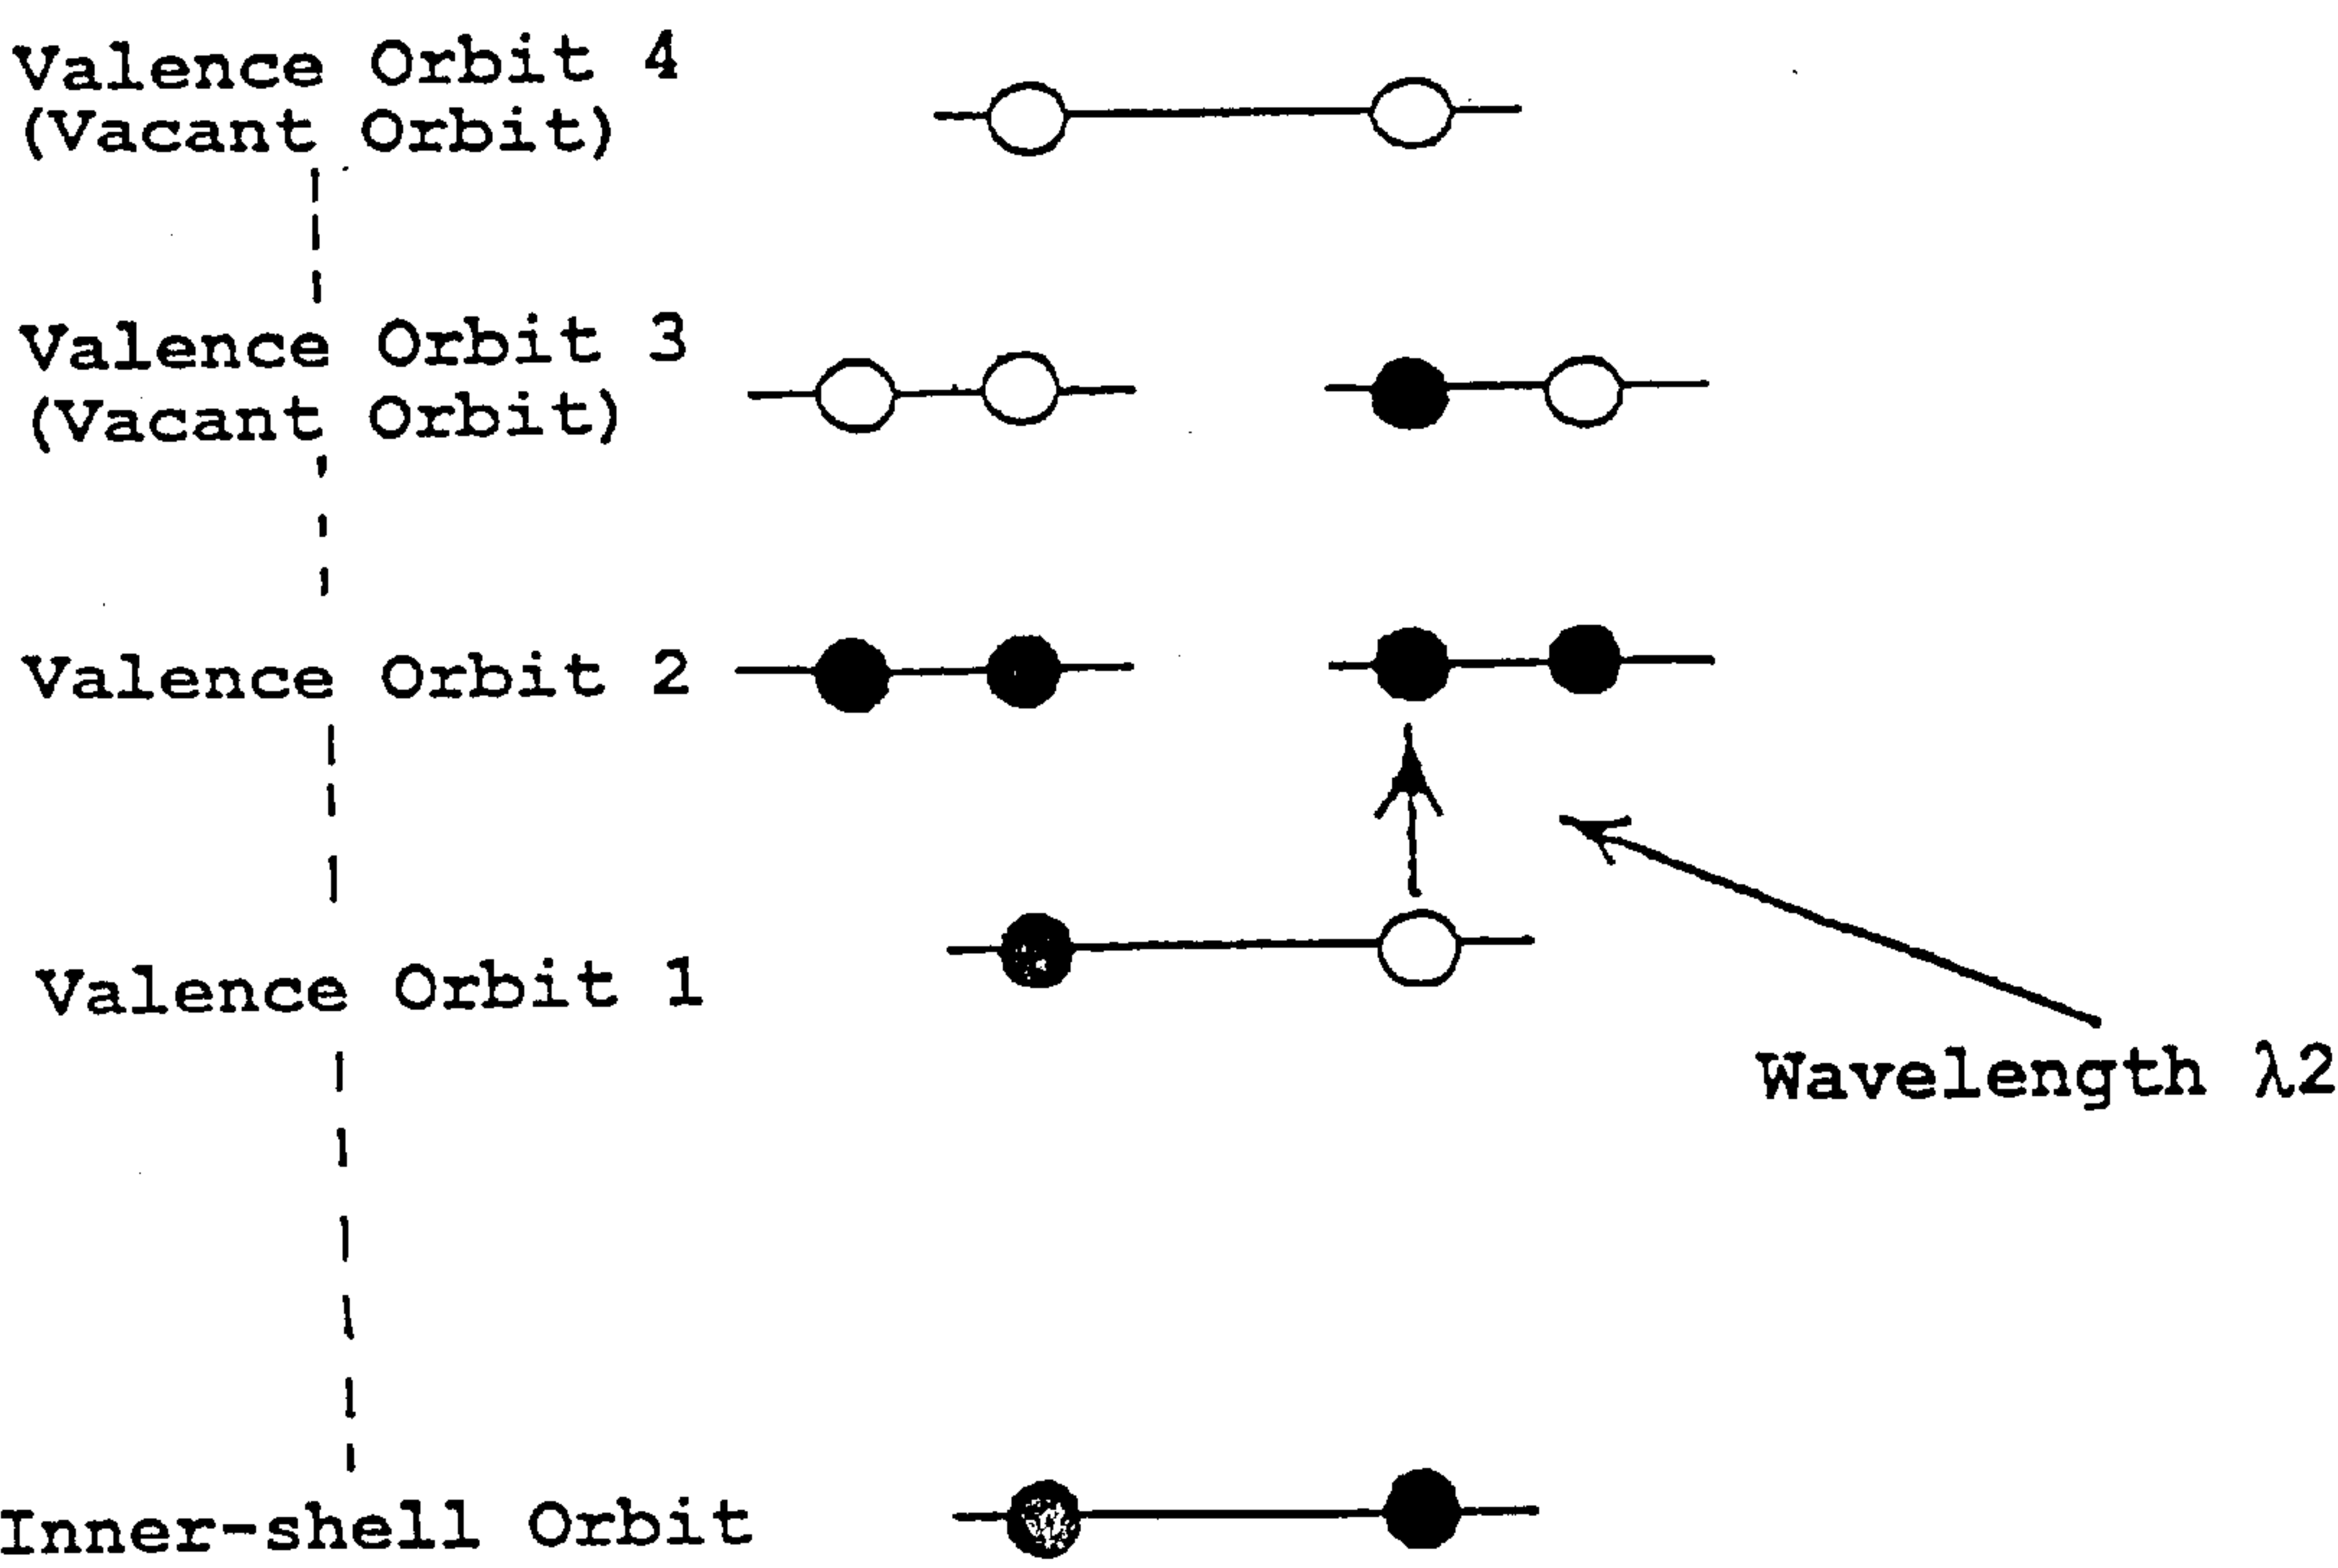 Valence Orbit 4
(Vacant Orbit)
Valence Orbit 3
(Vacant Orbit)
Valence Orbit 2
Valence Orbit 1
Wavelength λ2
Inner-shell Orbit